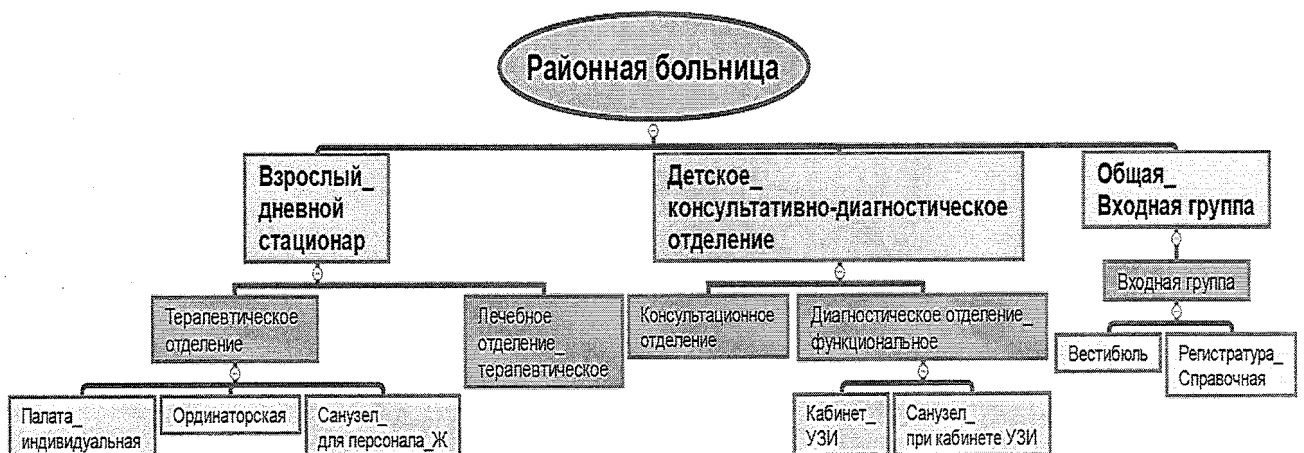 Районная больница
Взрослый_
дневной
стационар
Детское_
консультативно-диагностическое
отделение
Общая_
Входная группа
Терапевтическое
отделение
Лечебное
отделение_
терапевтическое
Консультационное
отделение
Диагностическое отделение_
функциональное
Входная группа
Палата_
индивидуальная
Ординаторская
Санузел_
для персонала_Ж
Кабинет_
УЗИ
Санузел_
при кабинете УЗИ
Вестибюль
Регистратура_
Справочная